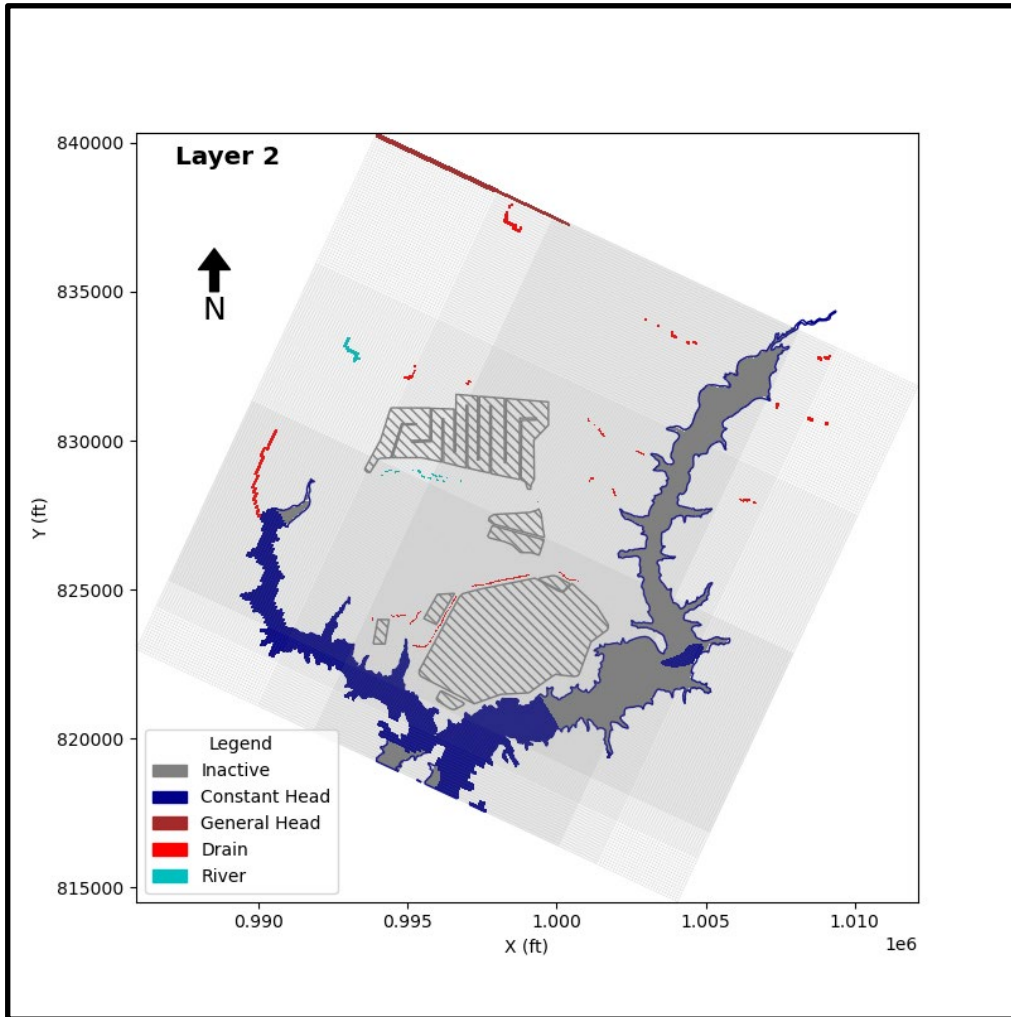 Layer 2
N
840000
835000
830000
825000
820000
815000
Y (ft)
Legend
Inactive
Constant Head
General Head
Drain
River
0.990
0.995
1.000
1.005
1.010
1e6
X (ft)